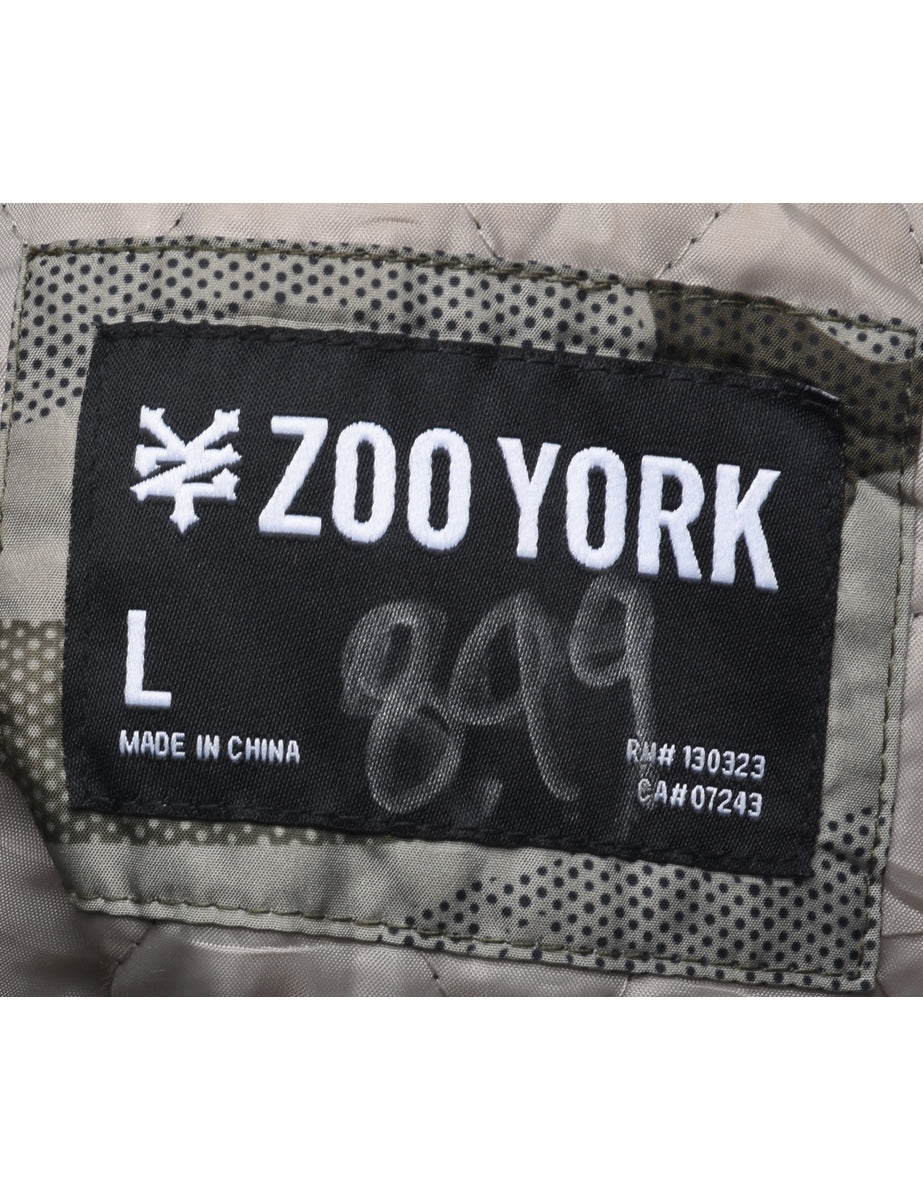 ZOO YORK
L
8.99
MADE IN CHINA
RN# 130323
CA# 07243